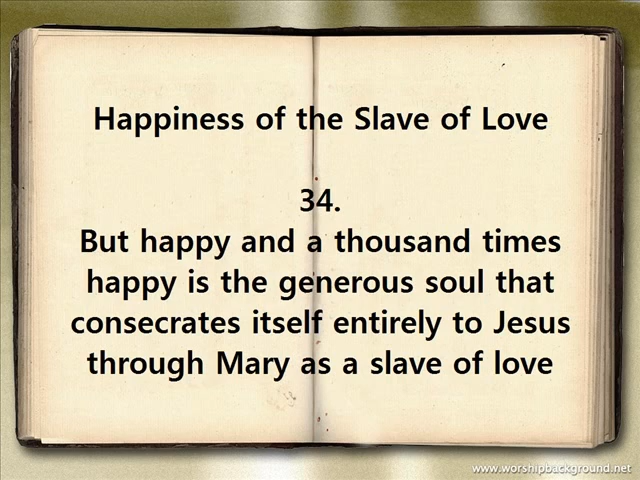 Happiness of the Slave of Love
34.
But happy and a thousand times
happy is the generous soul that
consecrates itself entirely to Jesus
through Mary as a slave of love
www.worshipbackground.net